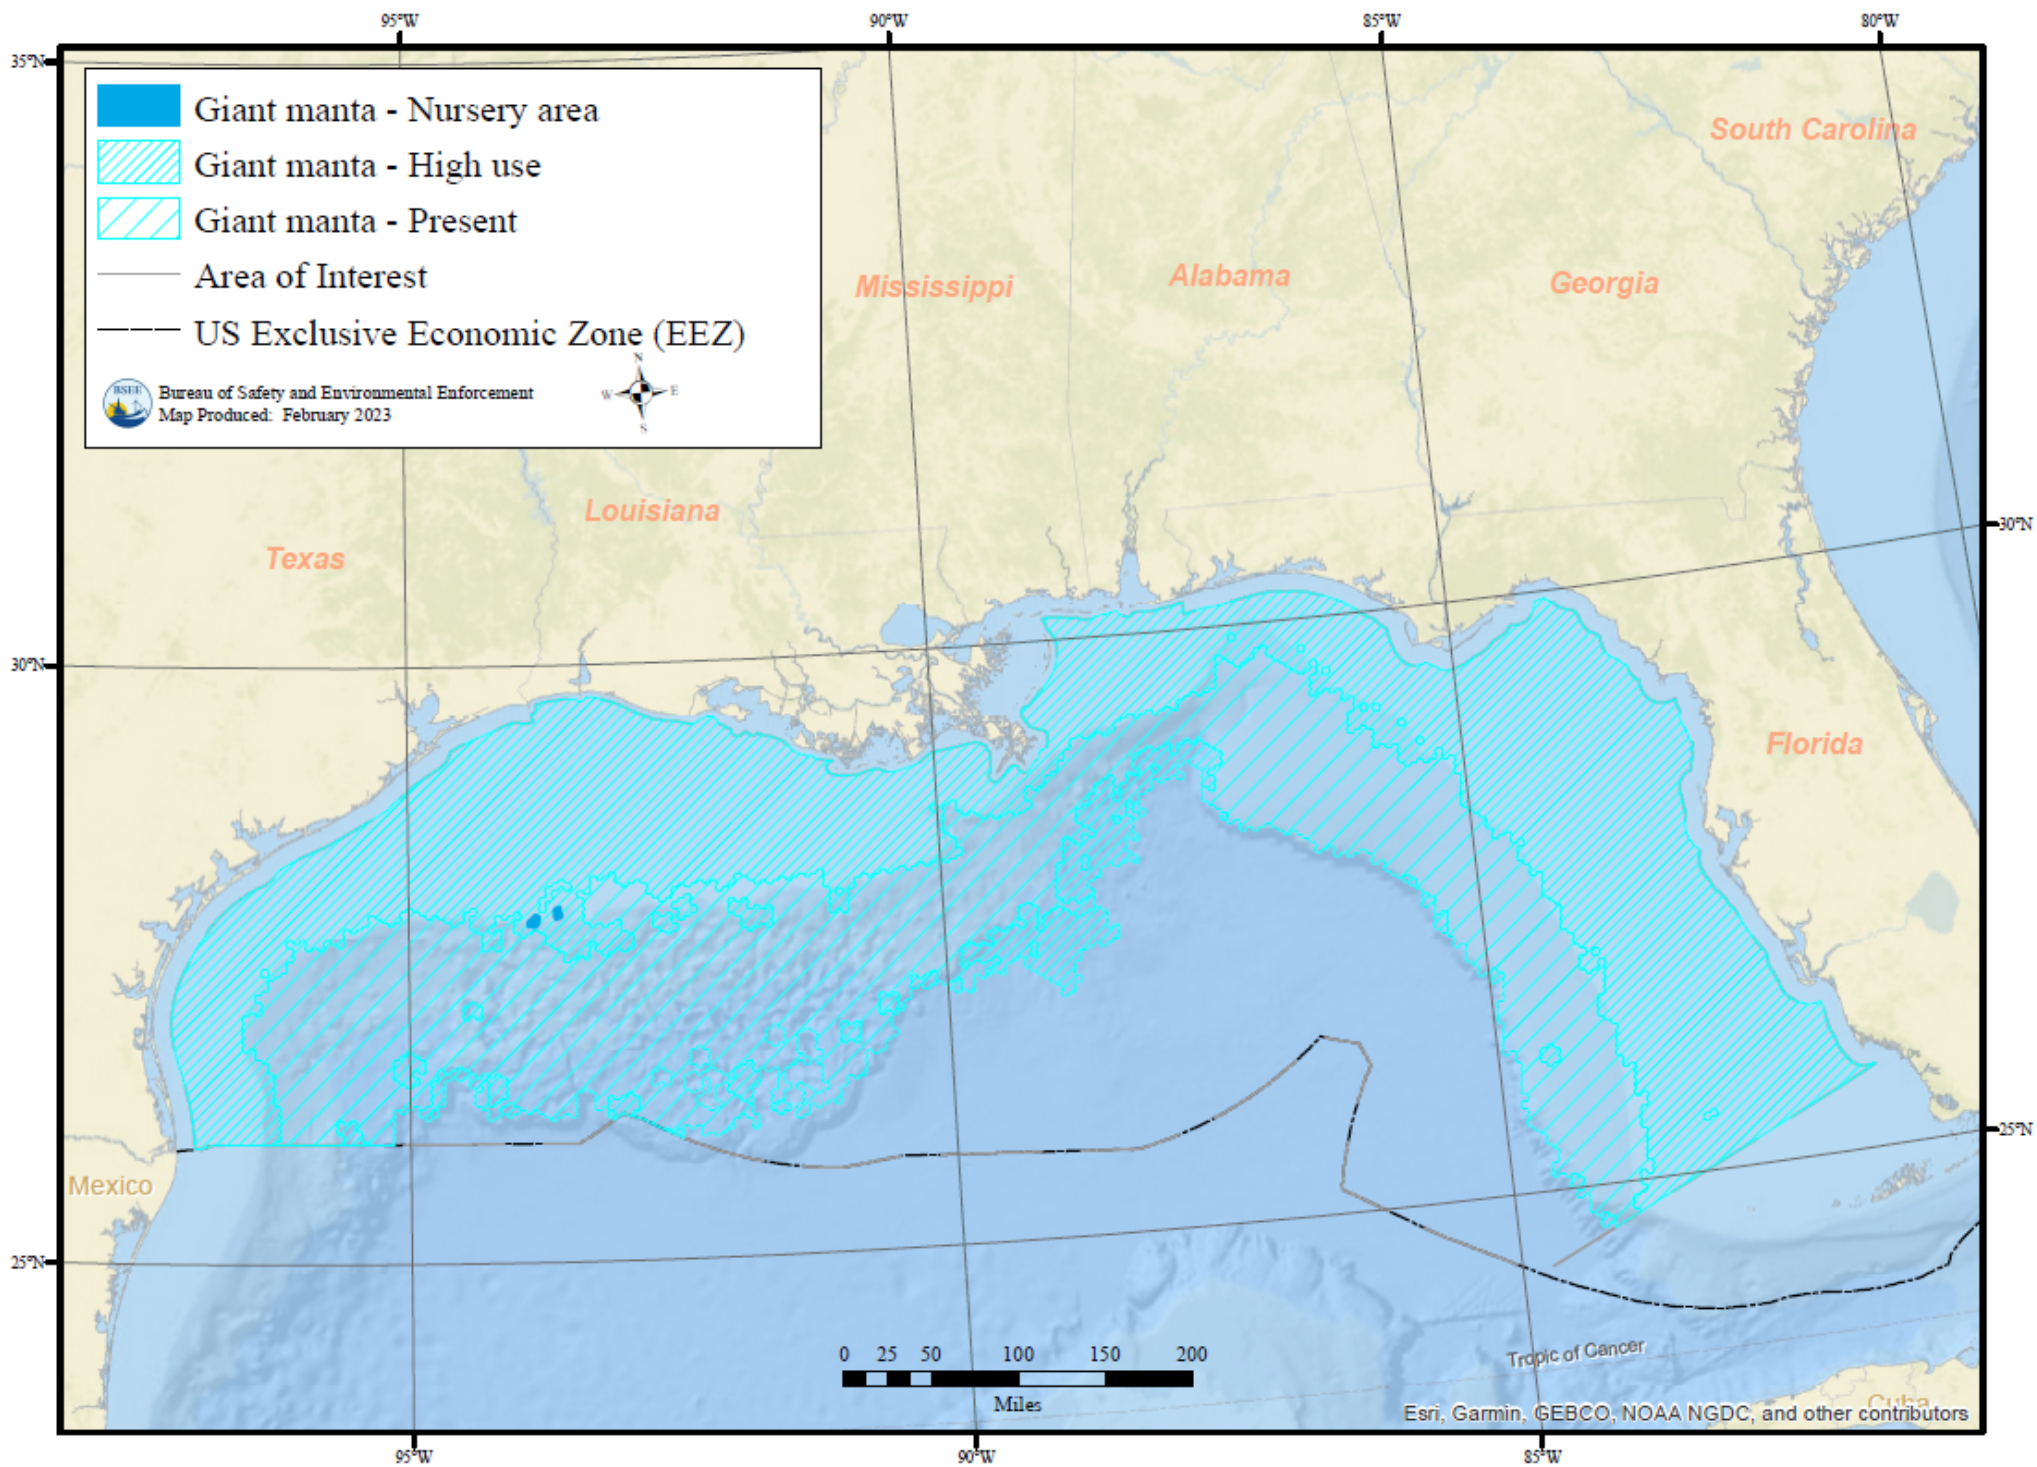 95°W 90°W 85°W 80°W
35°N
Giant manta - Nursery area
Giant manta - High use
Giant manta - Present
Area of Interest
US Exclusive Economic Zone (EEZ)
BSEE
Bureau of Safety and Environmental Enforcement
Map Produced: February 2023
N
W E
S
South Carolina
Mississippi
Alabama
Georgia
Louisiana
Texas
30°N
30°N
Florida
25°N
Mexico
25°N
0 25 50 100 150 200
Miles
Tropic of Cancer
Cuba
Esri, Garmin, GEBCO, NOAA NGDC, and other contributors
95°W 90°W 85°W